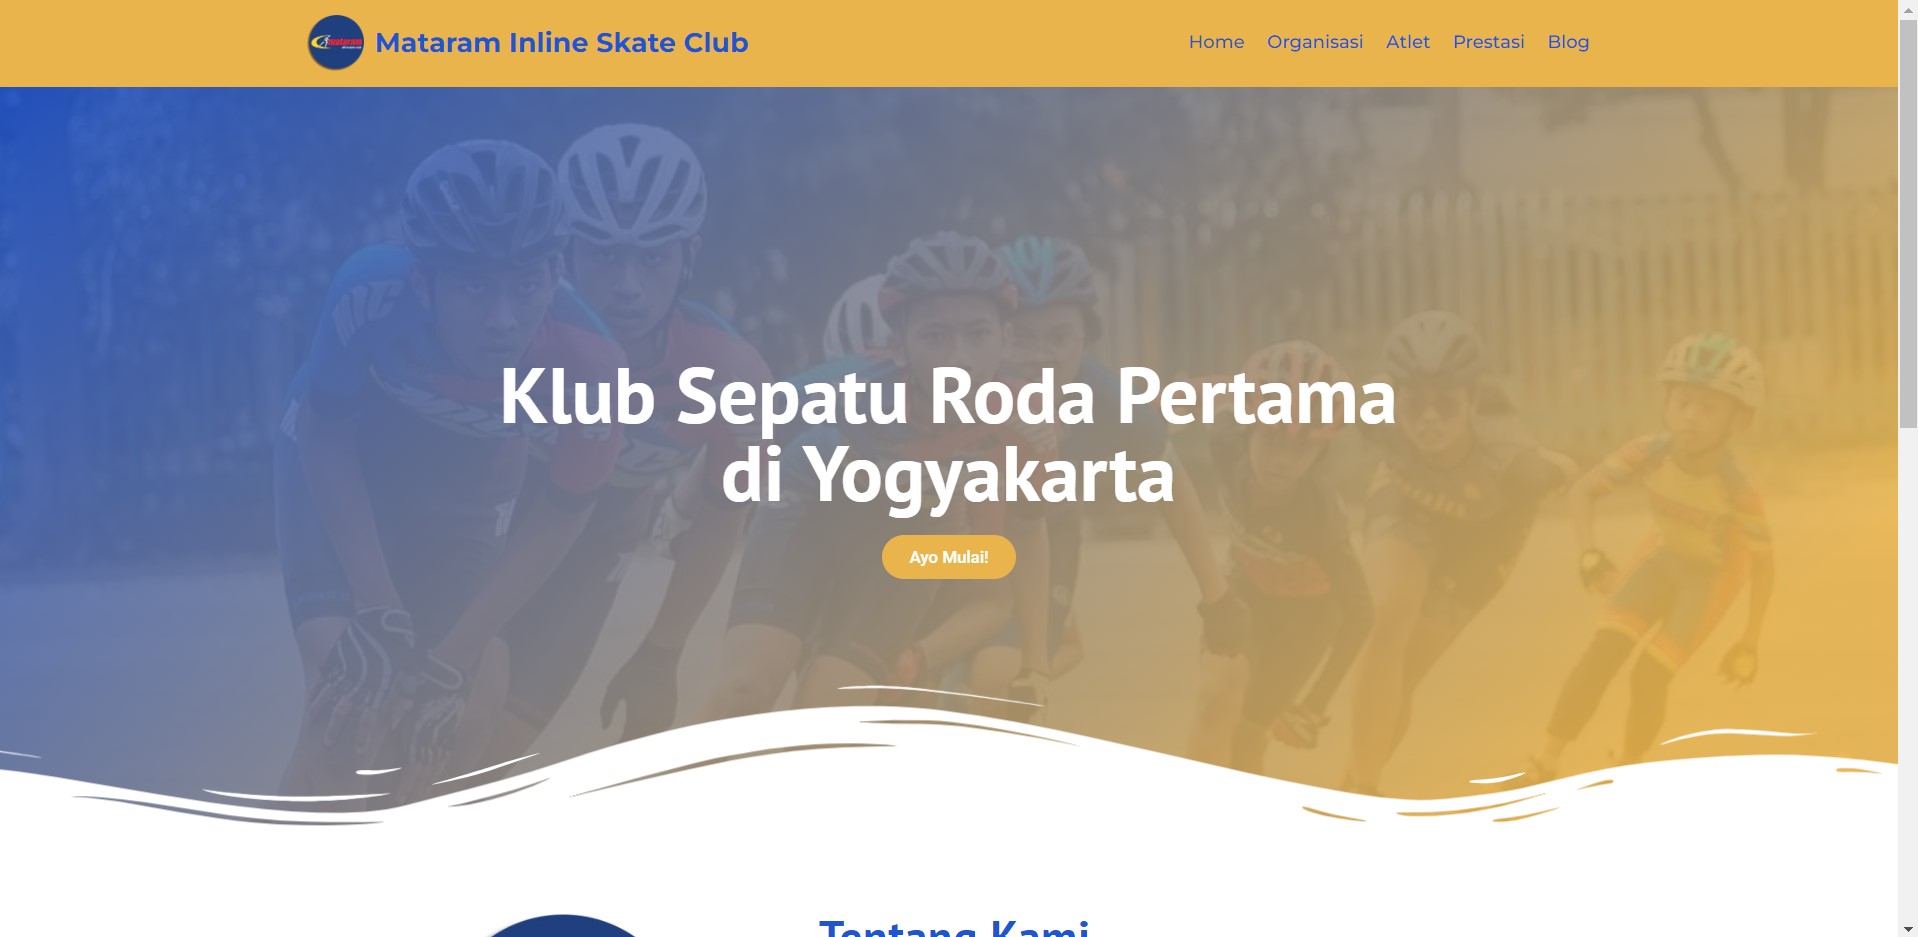 Mataram Inline Skate Club
Home Organisasi Atlet Prestasi Blog
Klub Sepatu Roda Pertama
di Yogyakarta
Ayo Mulai!
Tentang Kami